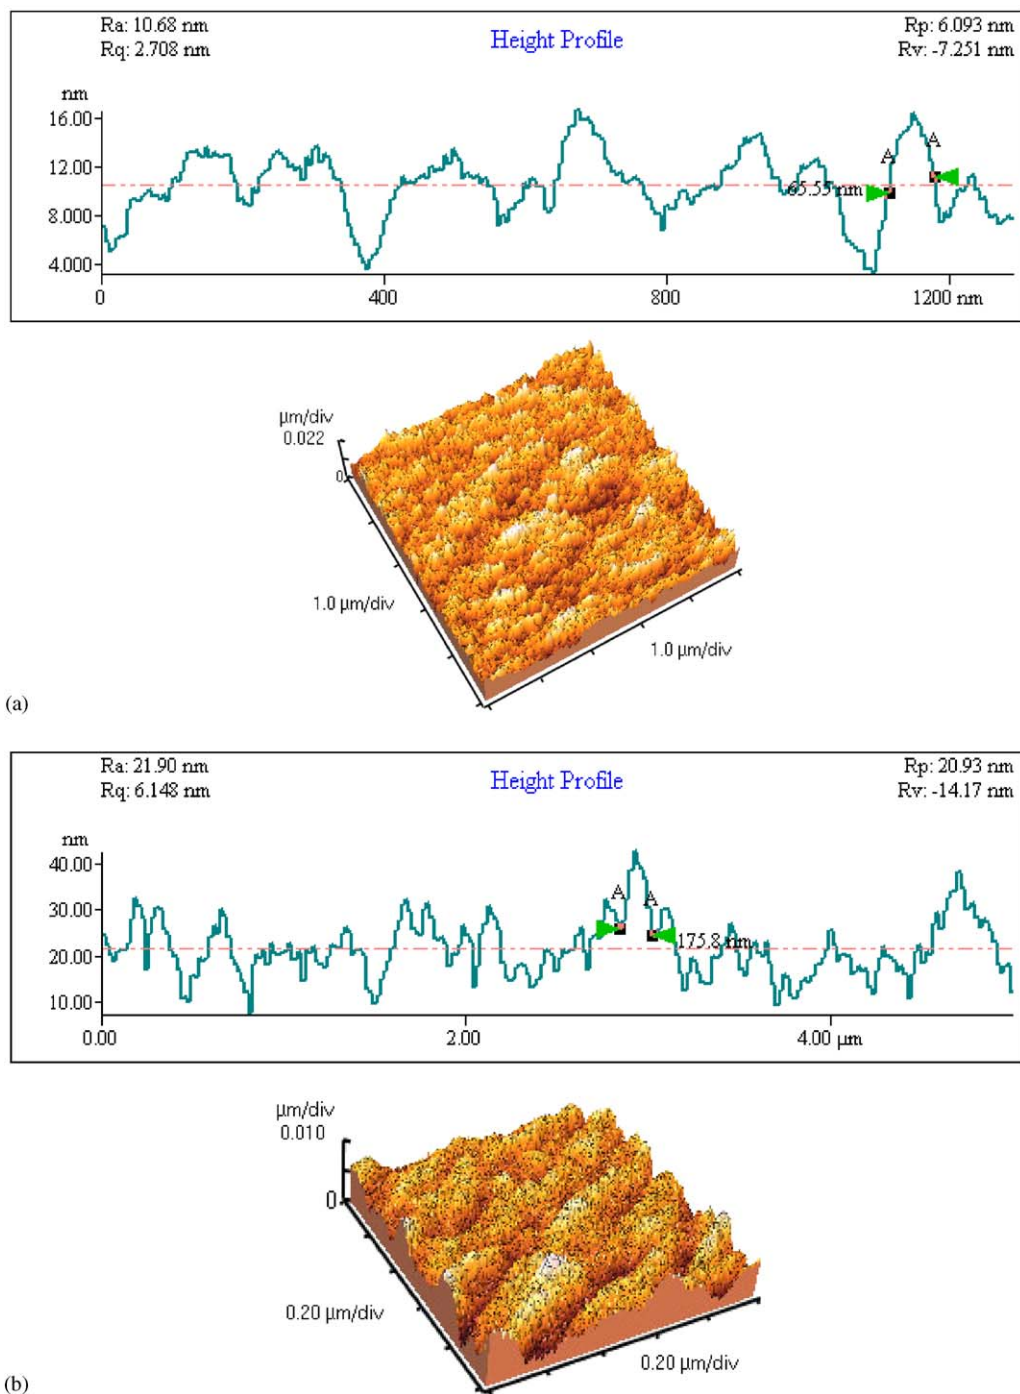 Ra: 10.68 nm
Rq: 2.708 nm
Height Profile
Rp: 6.093 nm
Rv: -7.251 nm
nm
16.00
12.00
8.000
4.000
A
A
65.55 nm
0
400
800
1200 nm
µm/div
0.022
0
1.0 µm/div
1.0 µm/div
(a)
Ra: 21.90 nm
Rq: 6.148 nm
Height Profile
Rp: 20.93 nm
Rv: -14.17 nm
nm
40.00
30.00
20.00
10.00
A
A
175.8 nm
0.00
2.00
4.00 µm
µm/div
0.010
0
0.20 µm/div
0.20 µm/div
(b)